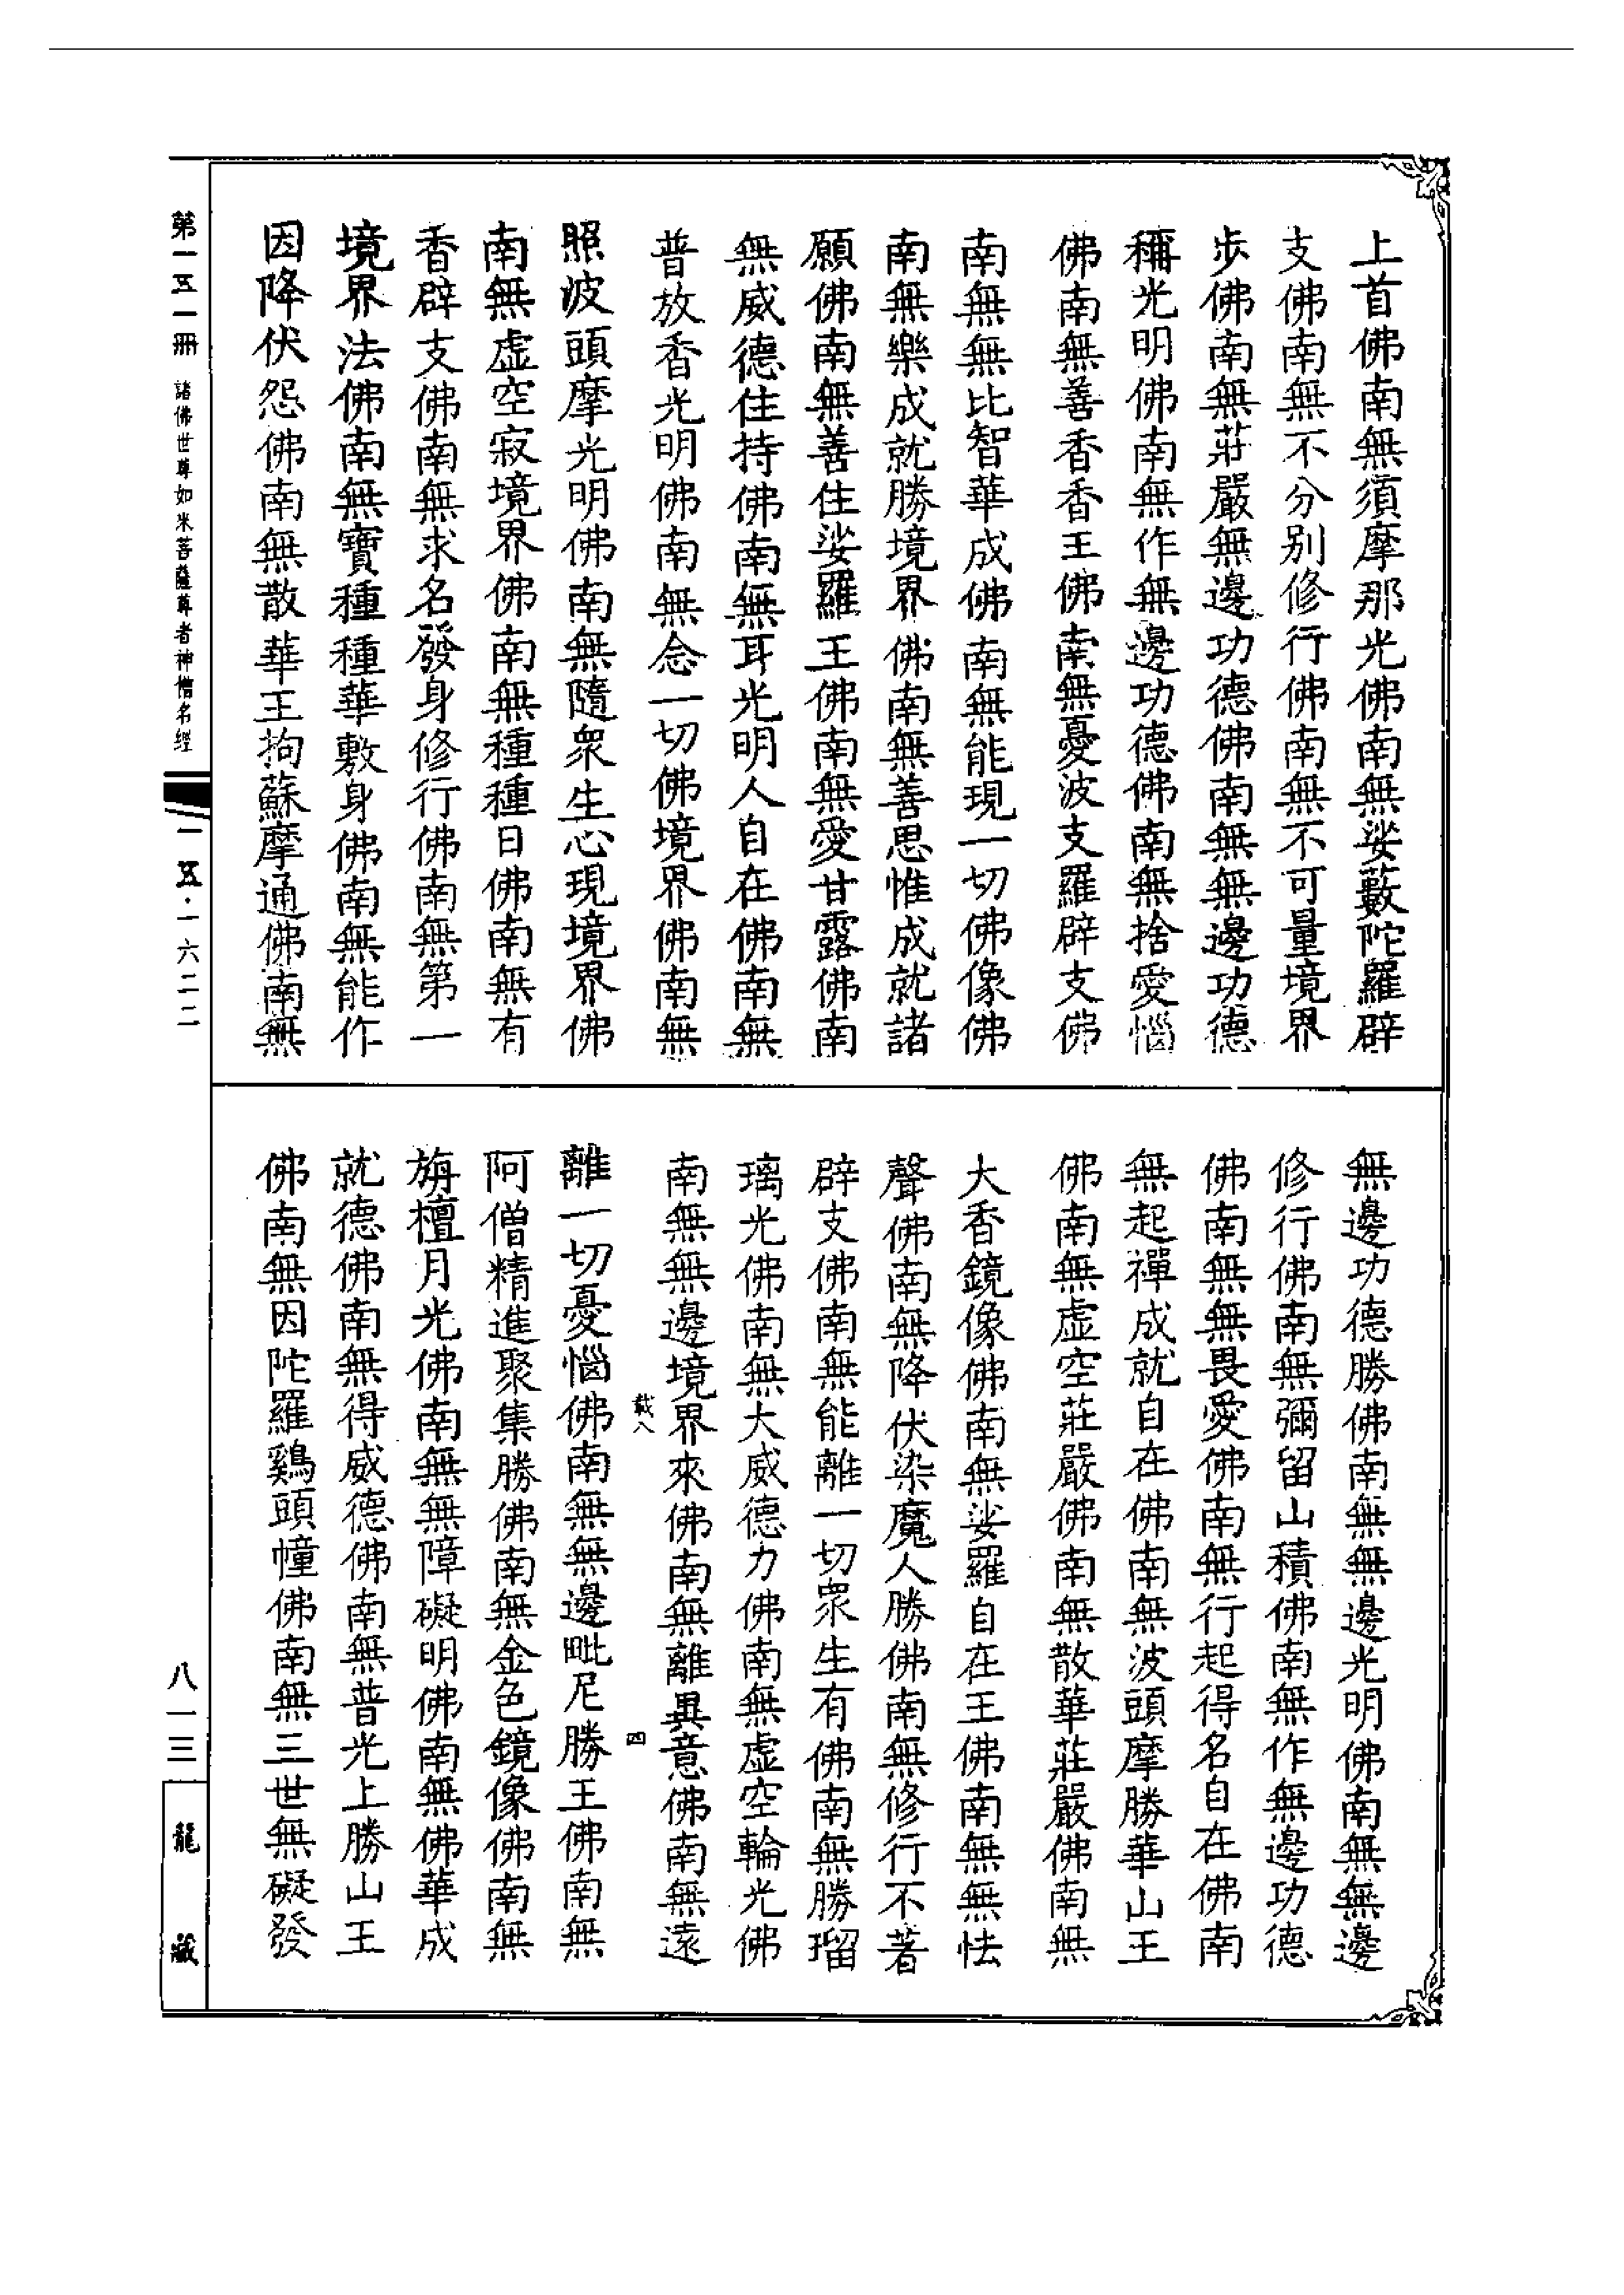 上首佛南無須摩那光佛南無娑藪陀羅辟
支佛南無不分別修行佛南無不可量境界
步佛南無莊嚴無邊功德佛南無無邊功德
稱光明佛南無作無邊功德佛南無捨愛惱
佛南無善香香王佛南無憂波支羅辟支佛
南無無比智華成佛南無能現一切佛像佛
南無樂成就勝境界佛南無善思惟成就諸
願佛南無善住娑羅王佛南無愛甘露佛南
無威德住持佛南無耳光明人自在佛南無
普放香光明佛南無念一切佛境界佛南無
照波頭摩光明佛南無隨眾生心現境界佛
南無虛空寂境界佛南無種種日佛南無有
香辟支佛南無求名發身修行佛南無第一
境界法佛南無寶種種華敷身佛南無能作
因降伏怨佛南無散華王拘蘇摩通佛南無
無邊功德勝佛南無無邊光明佛南無無邊
修行佛南無彌留山積佛南無作無邊功德
佛南無無畏愛佛南無行起得名自在佛南
無起禪成就自在佛南無波頭摩勝華山王
佛南無虛空莊嚴佛南無散華莊嚴佛南無
大香鏡像佛南無娑羅自在王佛南無無怯
聲佛南無降伏染魔人勝佛南無修行不著
辟支佛南無能離一切眾生有佛南無勝瑠
璃光佛南無大威德力佛南無虛空輪光佛
南無無邊境界來佛南無離異意佛南無遠
載八 四
離一切憂惱佛南無無邊毗尼勝王佛南無
阿僧精進聚集勝佛南無金色鏡像佛南無
旃檀月光佛南無無障礙明佛南無佛華成
就德佛南無得威德佛南無普光上勝山王
佛南無因陀羅鷄頭幢佛南無三世無礙發
第一五一冊 諸佛世尊如來菩薩尊者神僧名經
一五·一六二二
八一三
龍藏